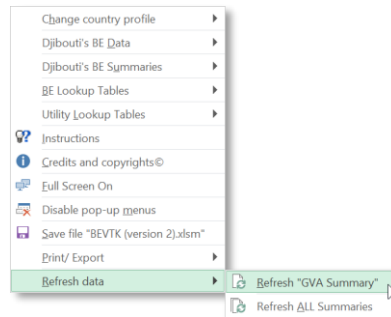 Change country profile
Djibouti's BE Data
Djibouti's BE Summaries
BE Lookup Tables
Utility Lookup Tables
Instructions
Credits and copyrights©
Full Screen On
Disable pop-up menus
Save file "BEVTK (version 2).xlsm"
Print/ Export
Refresh data
Refresh "GVA Summary"
Refresh ALL Summaries